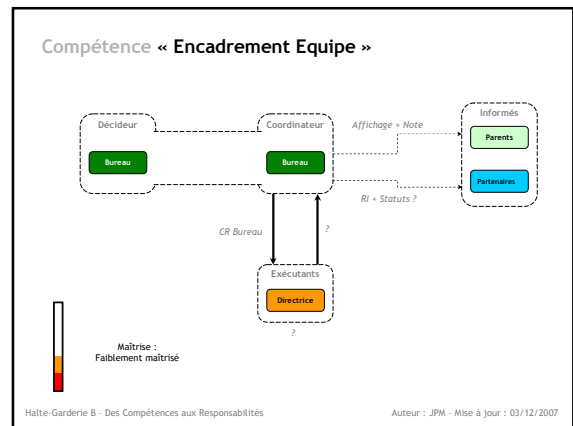 Compétence « Encadrement Equipe »
Décideur
Coordinateur
Informés
Affichage + Note
Parents
Bureau
Bureau
Partenaires
RI + Statuts ?
CR Bureau
?
Exécutants
Directrice
?
Maîtrise :
Faiblement maîtrisé
Halte-Garderie B – Des Compétences aux Responsabilités
Auteur : JPM – Mise à jour : 03/12/2007